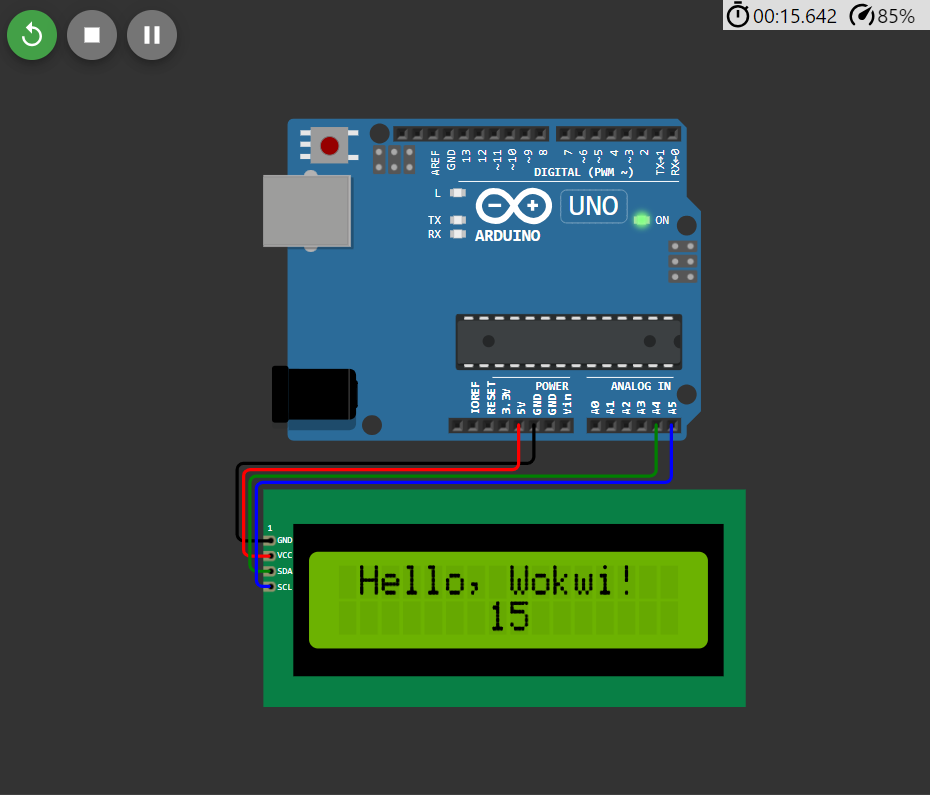 00:15.642 85%
AREF GND 13 12 ~11 ~10 ~9 8 7 ~6 ~5 4 ~3 2 TX→1 RX←0
DIGITAL (PWM ~)
L
TX
RX
UNO
ON
ARDUINO
POWER
ANALOG IN
IOREF RESET 3.3V 5V GND GND Vin A0 A1 A2 A3 A4 A5
1
GND
VCC
SDA
SCL
Hello, Wokwi!
15